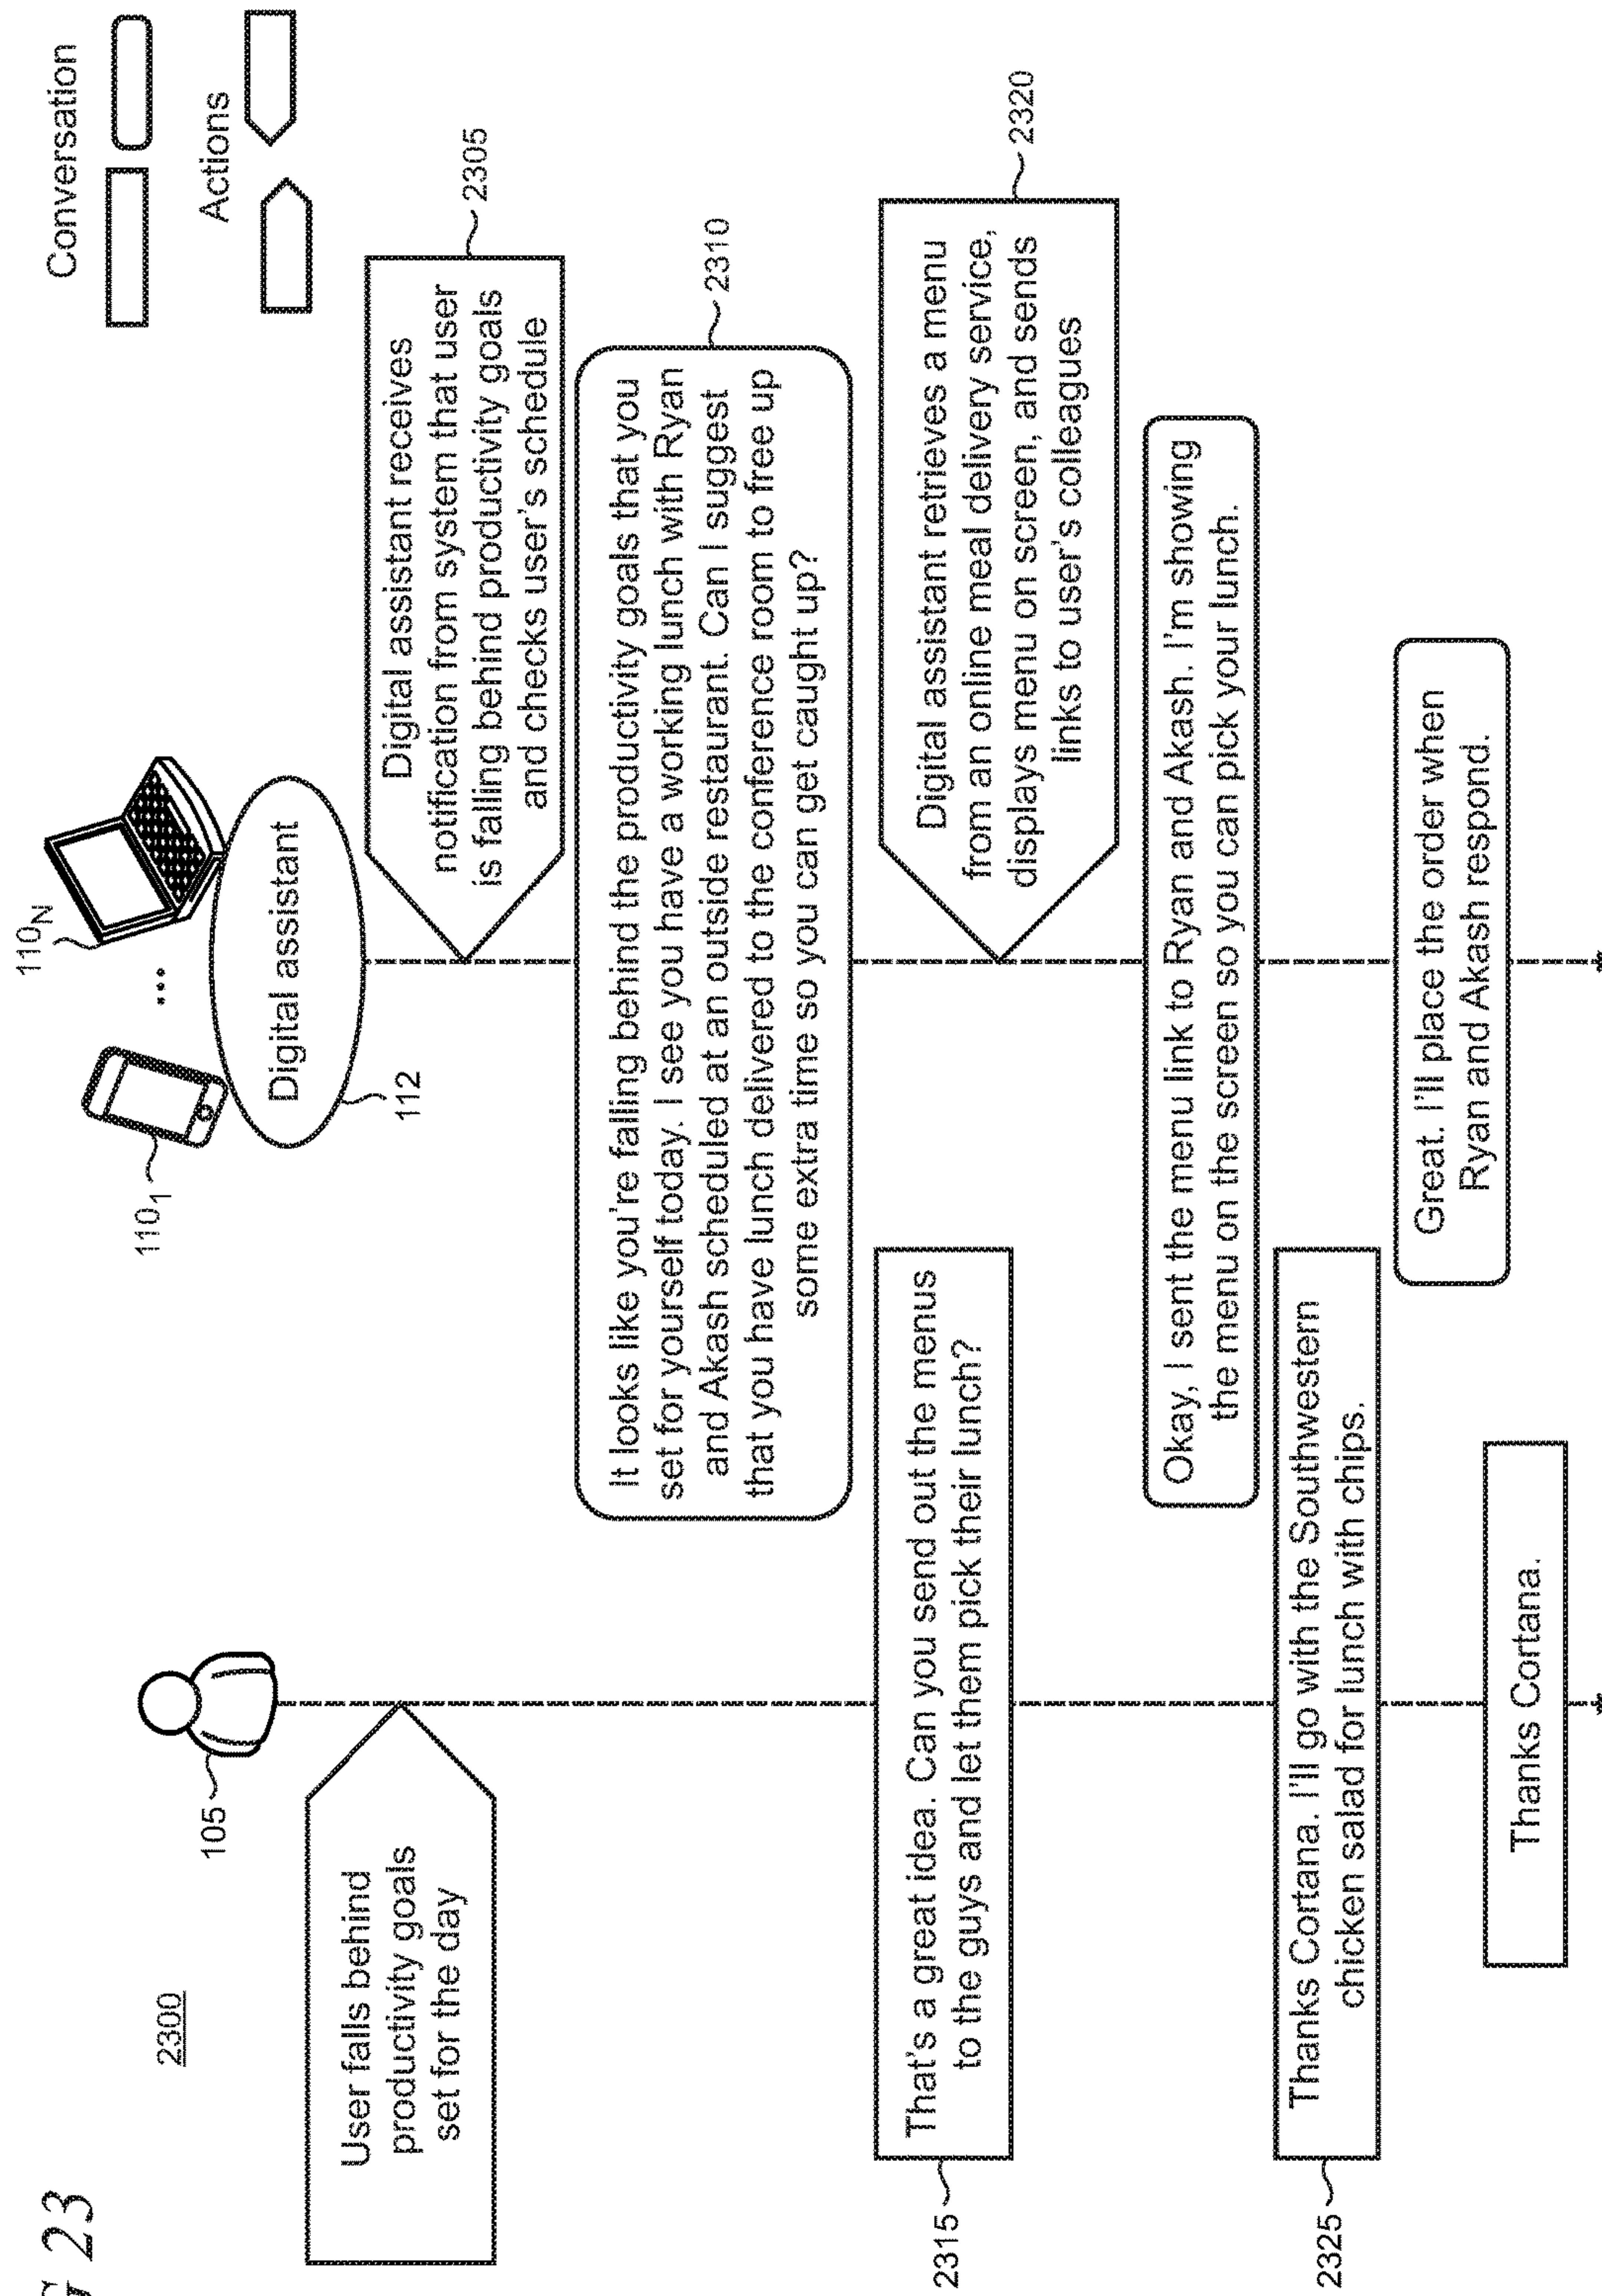 G 23
2300
105
110₁
...
110_N
Digital assistant
112
Conversation
Actions
User falls behind
productivity goals
set for the day
Digital assistant receives
notification from system that user
is falling behind productivity goals
and checks user's schedule
2305
It looks like you're falling behind the productivity goals that you
set for yourself today. I see you have a working lunch with Ryan
and Akash scheduled at an outside restaurant. Can I suggest
that you have lunch delivered to the conference room to free up
some extra time so you can get caught up?
2310
2315
That's a great idea. Can you send out the menus
to the guys and let them pick their lunch?
Digital assistant retrieves a menu
from an online meal delivery service,
displays menu on screen, and sends
links to user's colleagues
2320
Okay, I sent the menu link to Ryan and Akash. I'm showing
the menu on the screen so you can pick your lunch.
2325
Thanks Cortana. I'll go with the Southwestern
chicken salad for lunch with chips.
Great. I'll place the order when
Ryan and Akash respond.
Thanks Cortana.